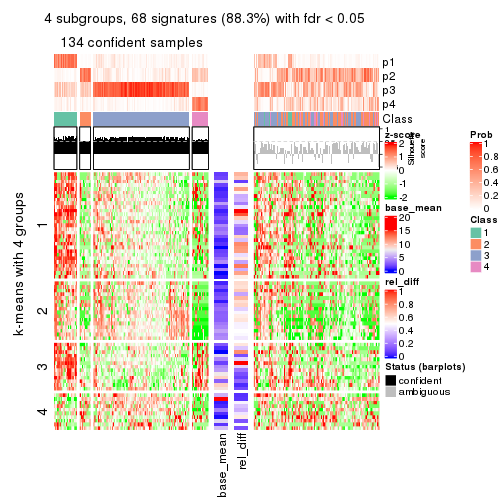 4 subgroups, 68 signatures (88.3%) with fdr < 0.05
134 confident samples
p1
p2
p3
p4
Class
1
Silhouette
score
z-score
2
1
0
-1
-2
base_mean
20
15
10
5
0
rel_diff
1
0.8
0.6
0.4
0.2
0
Status (barplots)
confident
ambiguous
Prob
1
0.8
0.6
0.4
0.2
0
Class
1
2
3
4
k-means with 4 groups
1
2
3
4
base_mean
rel_diff